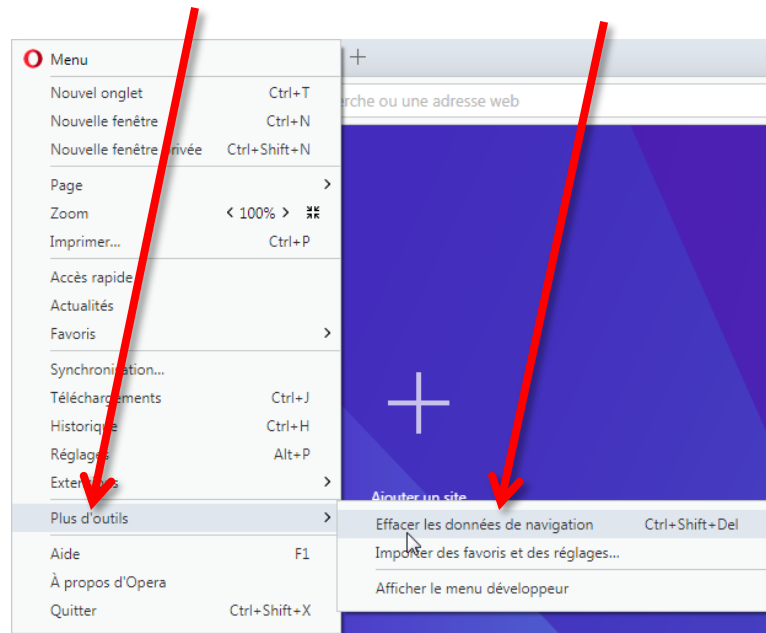 Menu
Nouvel onglet Ctrl+T
Nouvelle fenêtre Ctrl+N
Nouvelle fenêtre privée Ctrl+Shift+N
Page
Zoom 100%
Imprimer... Ctrl+P
Accès rapide
Actualités
Favoris
Synchronisation...
Téléchargements Ctrl+J
Historique Ctrl+H
Réglages Alt+P
Extensions
Plus d'outils
Aide F1
À propos d'Opera
Quitter Ctrl+Shift+X
erche ou une adresse web
Ajouter un site
Effacer les données de navigation Ctrl+Shift+Del
Importer des favoris et des réglages...
Afficher le menu développeur